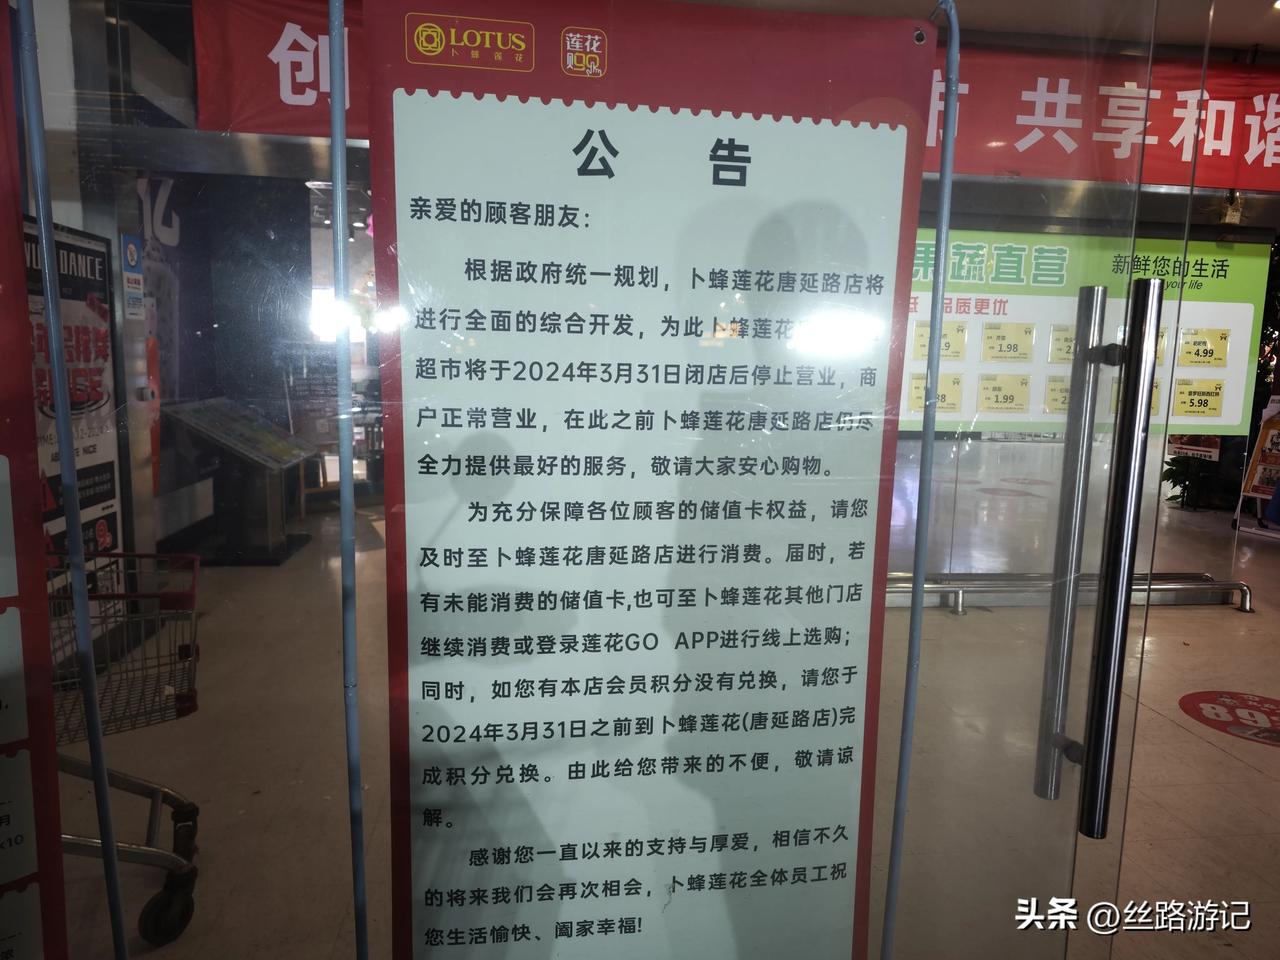 LOTUS
卜蜂莲花
莲花
购GO
创
市 共享和谐
公 告
亲爱的顾客朋友：
根据政府统一规划，卜蜂莲花唐延路店将
进行全面的综合开发，为此卜蜂莲花
超市将于2024年3月31日闭店后停止营业，商
户正常营业，在此之前卜蜂莲花唐延路店仍尽
全力提供最好的服务，敬请大家安心购物。
为充分保障各位顾客的储值卡权益，请您
及时至卜蜂莲花唐延路店进行消费。届时，若
有未能消费的储值卡,也可至卜蜂莲花其他门店
继续消费或登录莲花GO APP进行线上选购；
同时，如您有本店会员积分没有兑换，请您于
2024年3月31日之前到卜蜂莲花(唐延路店)完
成积分兑换。由此给您带来的不便，敬请谅
解。
感谢您一直以来的支持与厚爱，相信不久
的将来我们会再次相会，卜蜂莲花全体员工祝
您生活愉快、阖家幸福!
果蔬直营
新鲜您的生活
your life
低 品质更优
1.98
4.99
1.99
5.98
DANCE
月
x10
89
头条 @丝路游记